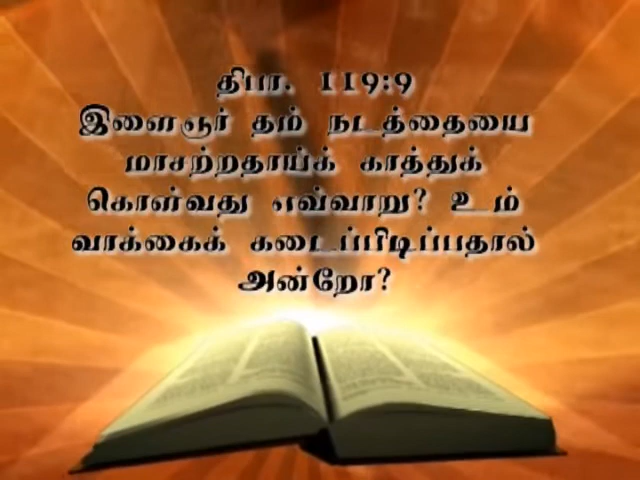 திபா. 119:9
இளைஞர் தம் நடத்தையை
மாசற்றதாய்க் காத்துக்
கொள்வது எவ்வாறு? உம்
வாக்கைக் கடைப்பிடிப்பதால்
அன்றோ?